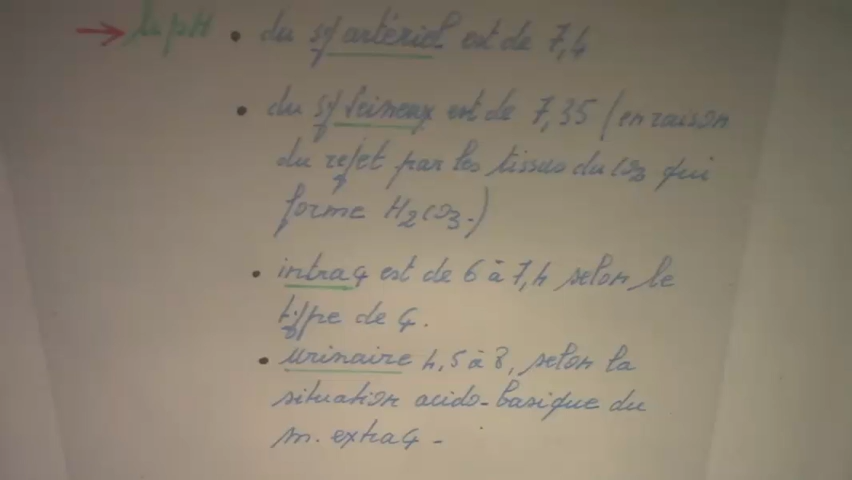 → Le pH • du sg artériel est de 7,4
• du sg veineux est de 7,35 (en raison
du rejet par les tissus du CO2 qui
forme H2CO3.)
• intra ç est de 6 à 7,4 selon le
type de ç.
• urinaire 4,5 à 8, selon la
situation acido-basique du
m. extra ç -